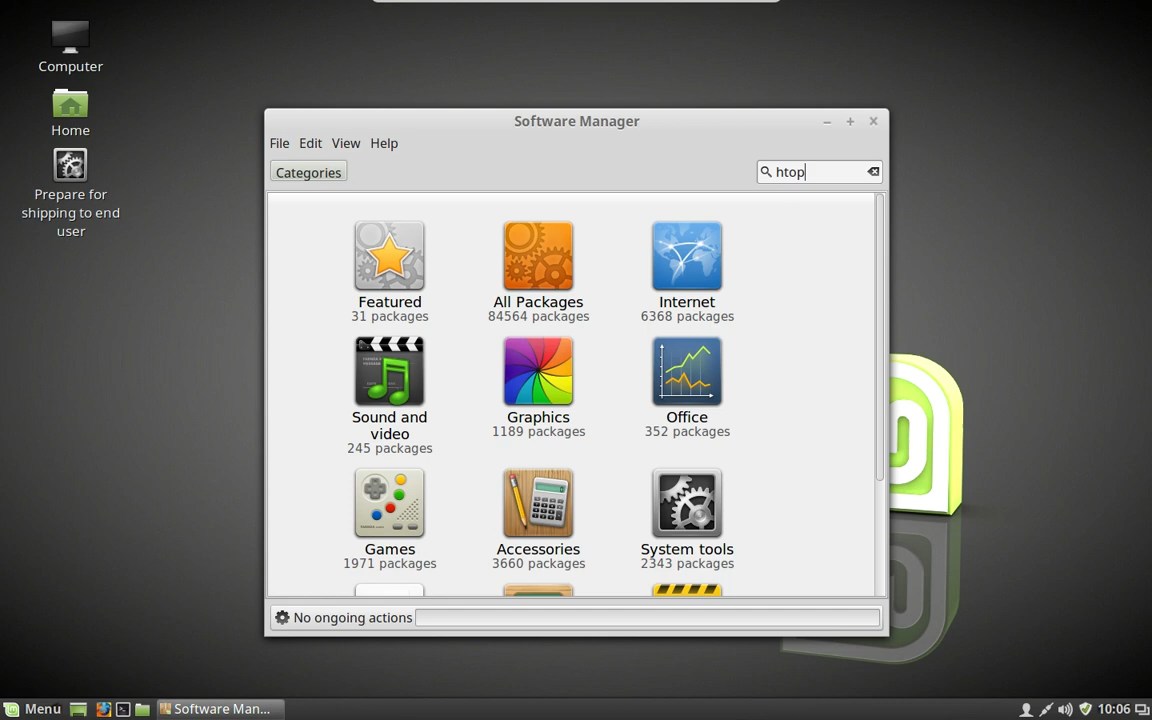 Computer
Home
Prepare for
shipping to end
user
Software Manager
File Edit View Help
Categories
htop
Featured
31 packages
All Packages
84564 packages
Internet
6368 packages
Sound and
video
245 packages
Graphics
1189 packages
Office
352 packages
Games
1971 packages
Accessories
3660 packages
System tools
2343 packages
No ongoing actions
Menu
Software Man...
10:06